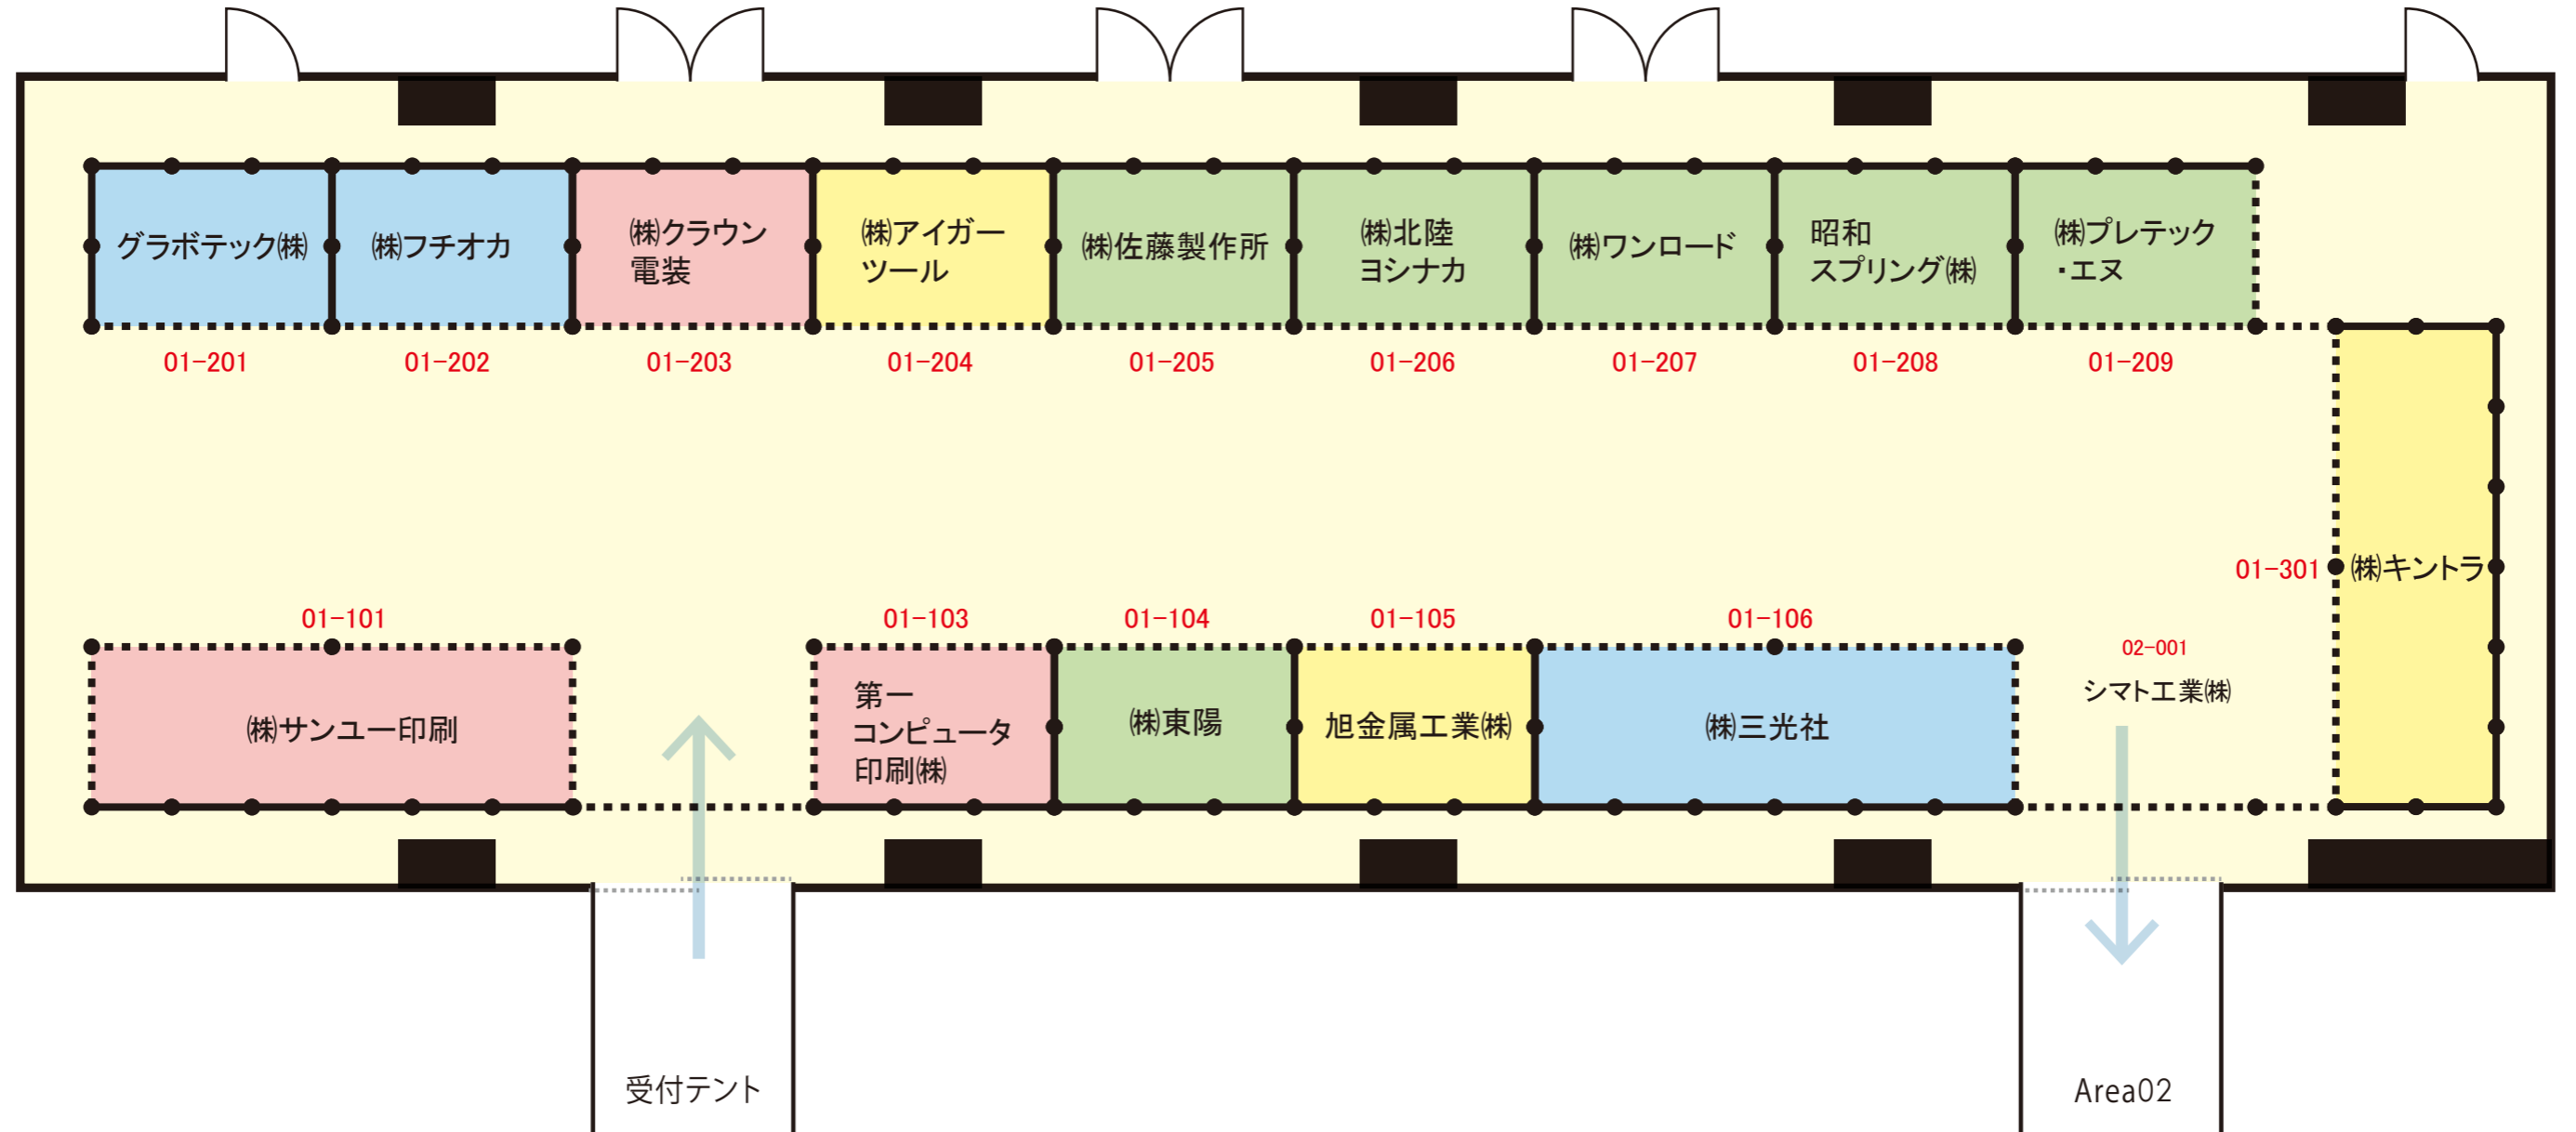 グラボテック㈱
㈱フチオカ
㈱クラウン
電装
㈱アイガー
ツール
㈱佐藤製作所
㈱北陸
ヨシナカ
㈱ワンロード
昭和
スプリング㈱
㈱プレテック
・エヌ
01-201
01-202
01-203
01-204
01-205
01-206
01-207
01-208
01-209
01-301
㈱キントラ
01-101
01-103
01-104
01-105
01-106
02-001
シマト工業㈱
㈱サンユー印刷
第一
コンピュータ
印刷㈱
㈱東陽
旭金属工業㈱
㈱三光社
受付テント
Area02